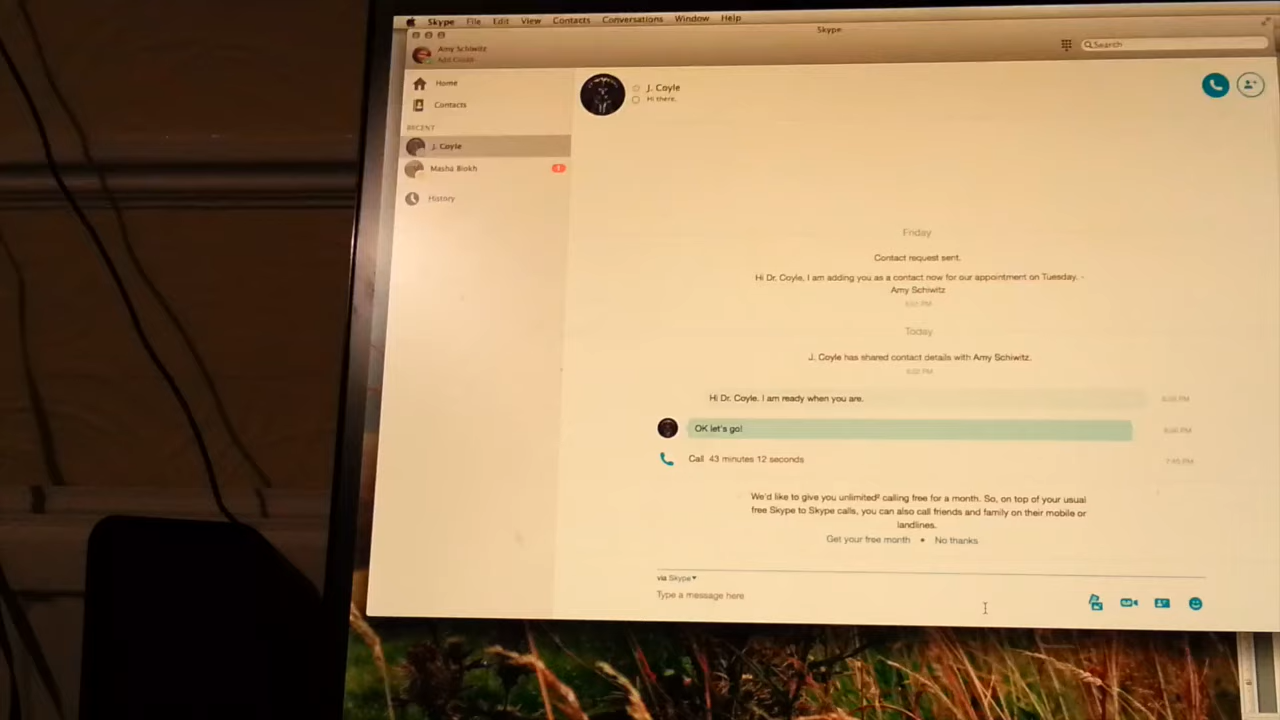 Skype File Edit View Contacts Conversations Window Help
Skype
Amy Schiwitz
Search
Home
Contacts
RECENT
J. Coyle
Masha Biokh
History
J. Coyle
Hi there,
Friday
Contact request sent.
Hi Dr. Coyle, I am adding you as a contact now for our appointment on Tuesday. -
Amy Schiwitz
Today
J. Coyle has shared contact details with Amy Schiwitz.
Hi Dr. Coyle. I am ready when you are.
OK let's go!
Call 43 minutes 12 seconds
We'd like to give you unlimited² calling free for a month. So, on top of your usual
free Skype to Skype calls, you can also call friends and family on their mobile or
landlines.
Get your free month • No thanks
via Skype
Type a message here